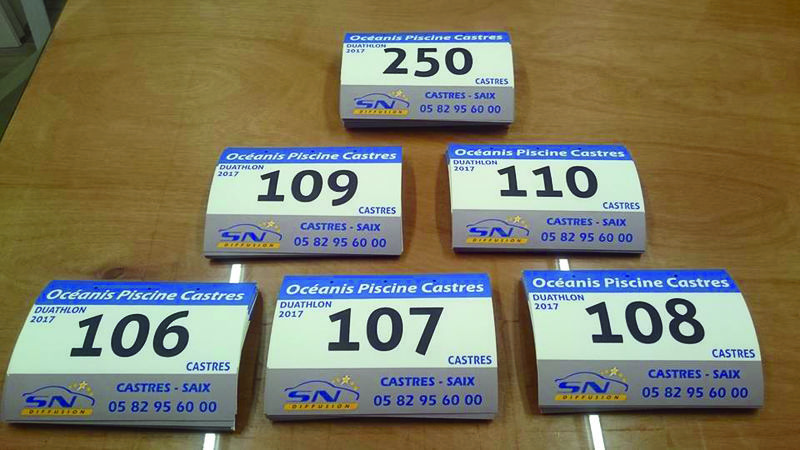 Océanis Piscine Castres
DUATHLON
2017
250
CASTRES
SN
DIFFUSION
CASTRES - SAIX
05 82 95 60 00
Océanis Piscine Castres
DUATHLON
2017
109
CASTRES
SN
DIFFUSION
CASTRES - SAIX
05 82 95 60 00
Océanis Piscine Castres
DUATHLON
2017
110
CASTRES
SN
DIFFUSION
CASTRES - SAIX
05 82 95 60 00
Océanis Piscine Castres
DUATHLON
2017
106
CASTRES
SN
DIFFUSION
CASTRES - SAIX
05 82 95 60 00
Océanis Piscine Castres
DUATHLON
2017
107
CASTRES
SN
DIFFUSION
CASTRES - SAIX
05 82 95 60 00
Océanis Piscine Castres
DUATHLON
2017
108
CASTRES
SN
DIFFUSION
CASTRES - SAIX
05 82 95 60 00